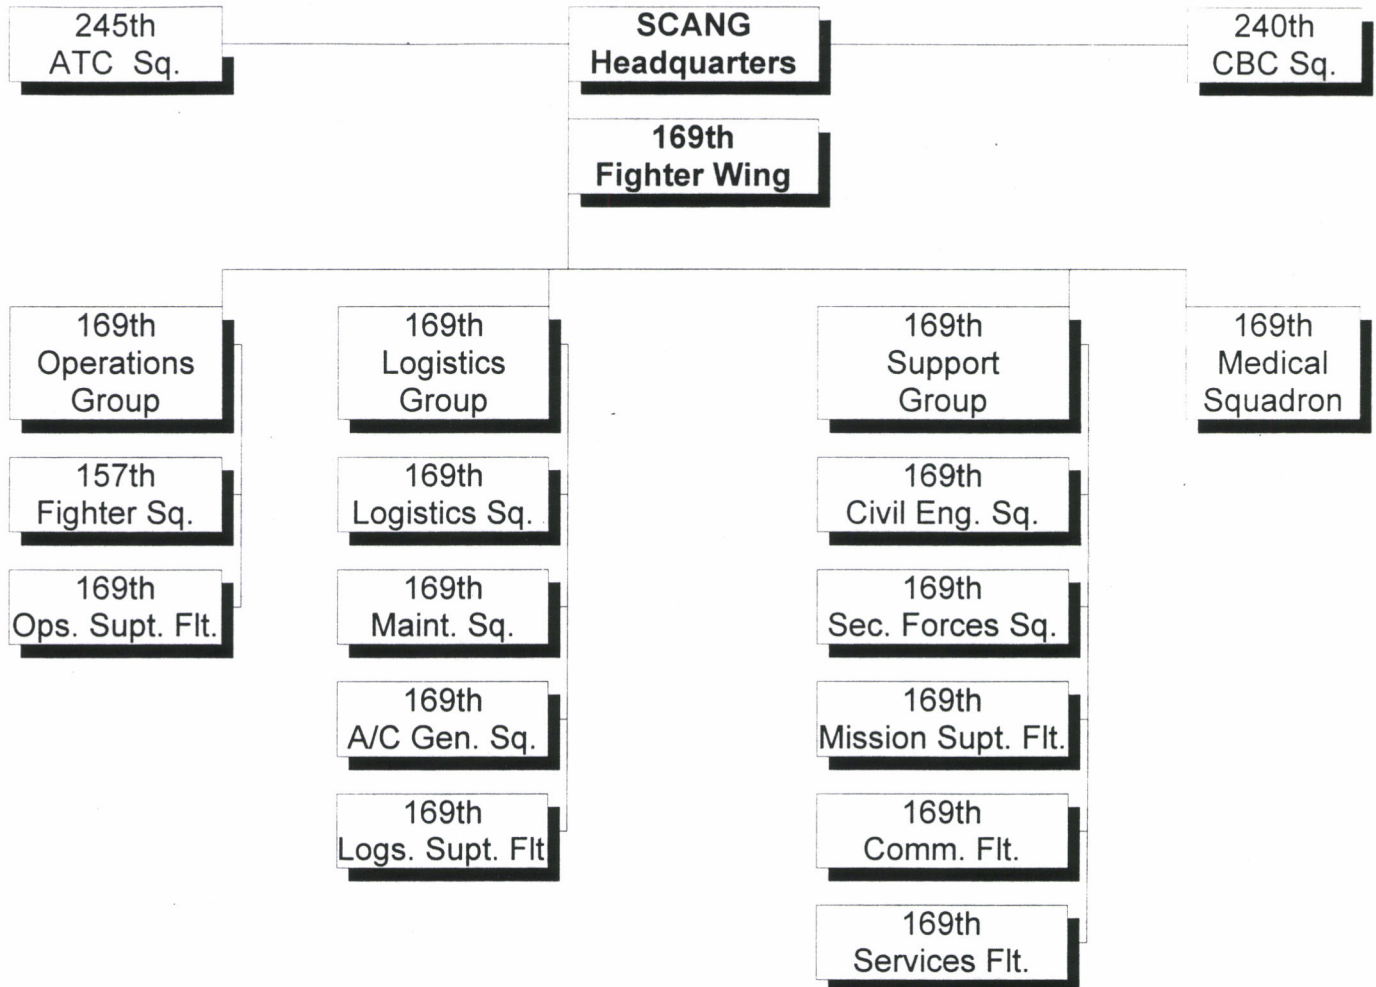 245th
ATC Sq.
SCANG
Headquarters
240th
CBC Sq.
169th
Fighter Wing
169th
Operations
Group
169th
Logistics
Group
169th
Support
Group
169th
Medical
Squadron
157th
Fighter Sq.
169th
Logistics Sq.
169th
Civil Eng. Sq.
169th
Ops. Supt. Flt.
169th
Maint. Sq.
169th
Sec. Forces Sq.
169th
A/C Gen. Sq.
169th
Mission Supt. Flt.
169th
Logs. Supt. Flt
169th
Comm. Flt.
169th
Services Flt.